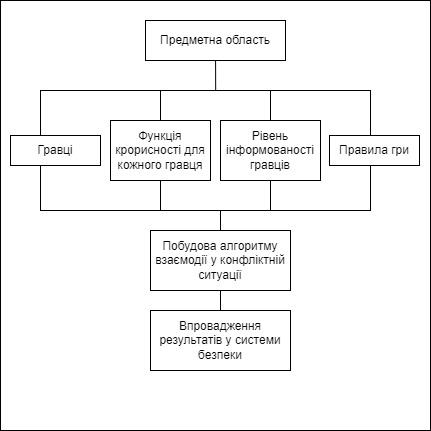 Предметна область
Гравці
Функція
крорисності для
кожного гравця
Рівень
інформованості
гравців
Правила гри
Побудова алгоритму
взаємодії у конфліктній
ситуації
Впровадження
результатів у системи
безпеки